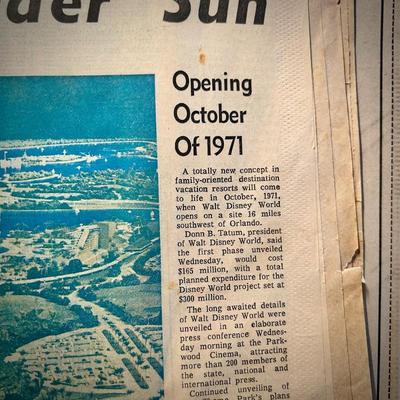 der Sun
Opening
October
Of 1971
A totally new concept in
family-oriented destination
vacation resorts will come
to life in October, 1971,
when Walt Disney World
opens on a site 16 miles
southwest of Orlando.
Donn B. Tatum, president
of Walt Disney World, said
the first phase unveiled
Wednesday, would cost
$165 million, with a total
planned expenditure for the
Disney World project set at
$300 million.
The long awaited details
of Walt Disney World were
unveiled in an elaborate
press conference Wednes-
day morning at the Park-
wood Cinema, attracting
more than 200 members of
the state, national and
international press.
Continued unveiling of
Theme Park's plans